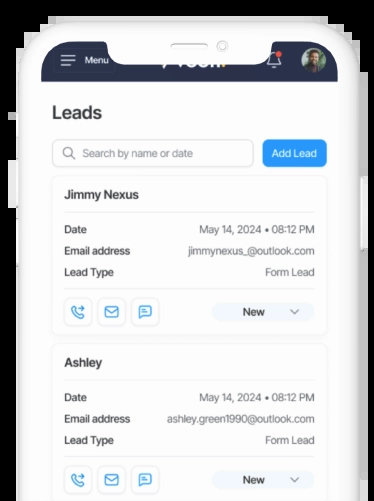 Menu
Leads
Search by name or date
Add Lead
Jimmy Nexus
Date
May 14, 2024 • 08:12 PM
Email address
jimmynexus_@outlook.com
Lead Type
Form Lead
New
Ashley
Date
May 14, 2024 • 08:12 PM
Email address
ashley.green1990@outlook.com
Lead Type
Form Lead
New